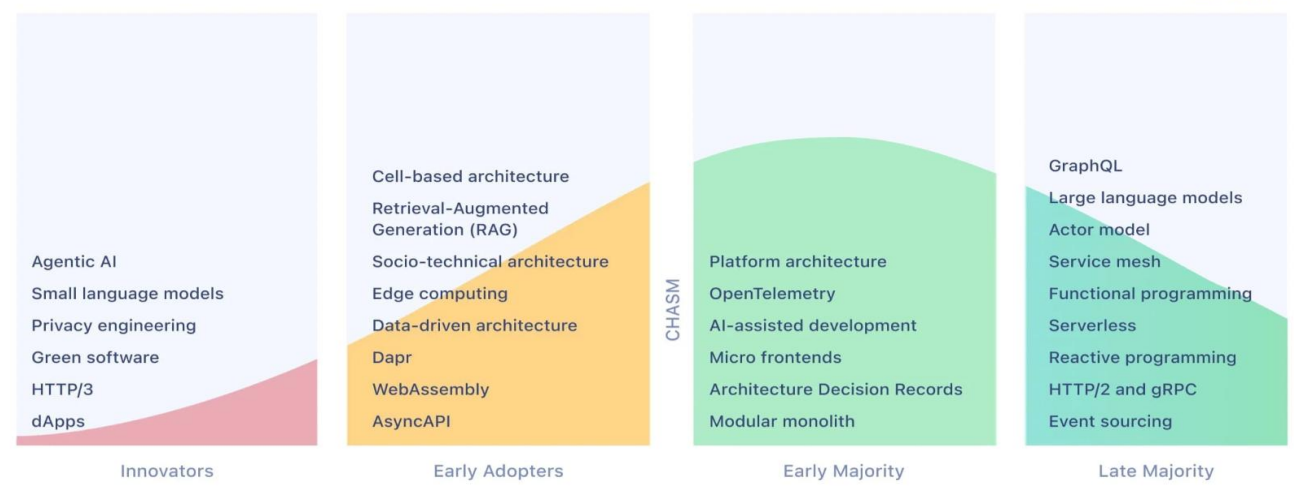 Agentic AI
Small language models
Privacy engineering
Green software
HTTP/3
dApps
Innovators
Cell-based architecture
Retrieval-Augmented
Generation (RAG)
Socio-technical architecture
Edge computing
Data-driven architecture
Dapr
WebAssembly
AsyncAPI
Early Adopters
CHASM
Platform architecture
OpenTelemetry
AI-assisted development
Micro frontends
Architecture Decision Records
Modular monolith
Early Majority
GraphQL
Large language models
Actor model
Service mesh
Functional programming
Serverless
Reactive programming
HTTP/2 and gRPC
Event sourcing
Late Majority